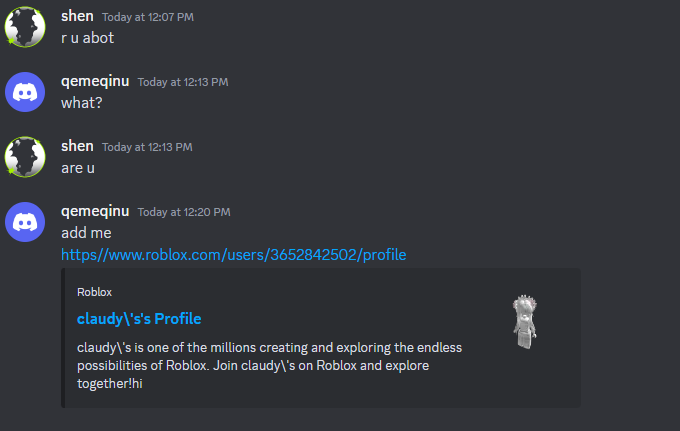 shen Today at 12:07 PM
r u abot
qemeqinu Today at 12:13 PM
what?
shen Today at 12:13 PM
are u
qemeqinu Today at 12:20 PM
add me
https//www.roblox.com/users/3652842502/profile
Roblox
claudy\'s's Profile
claudy\'s is one of the millions creating and exploring the endless
possibilities of Roblox. Join claudy\'s on Roblox and explore
together!hi